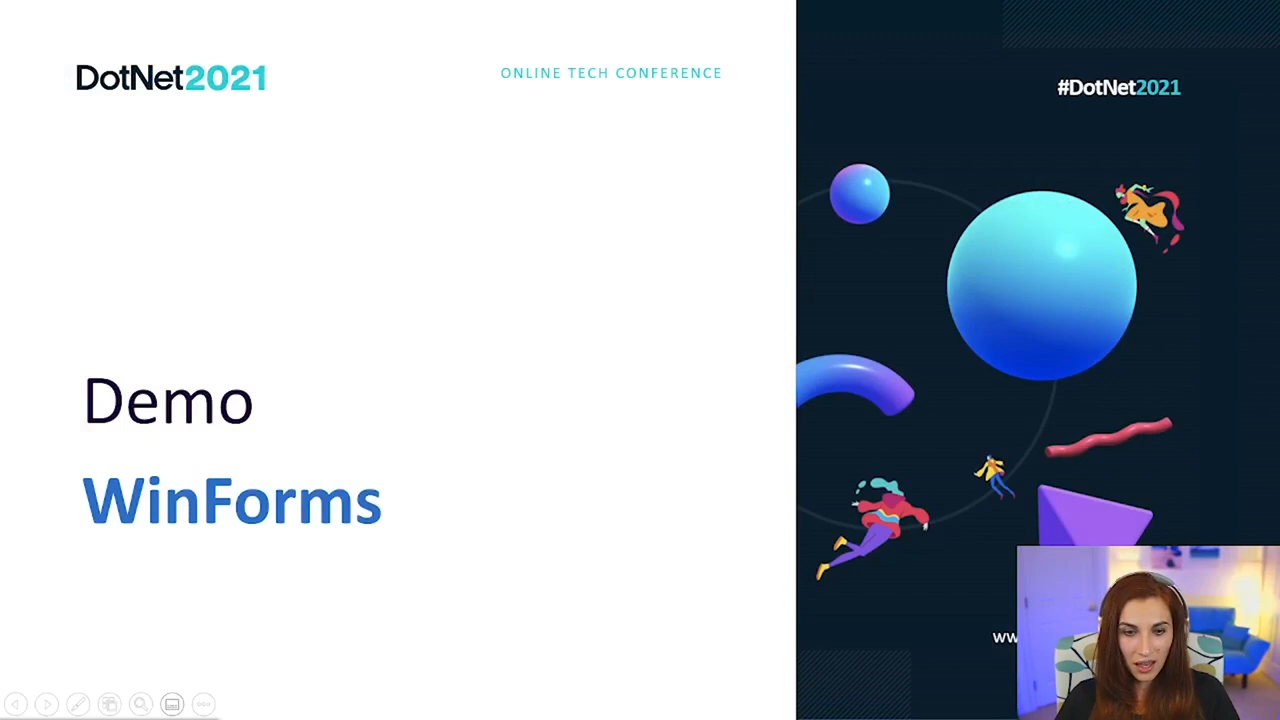 DotNet2021
ONLINE TECH CONFERENCE
#DotNet2021
Demo
WinForms